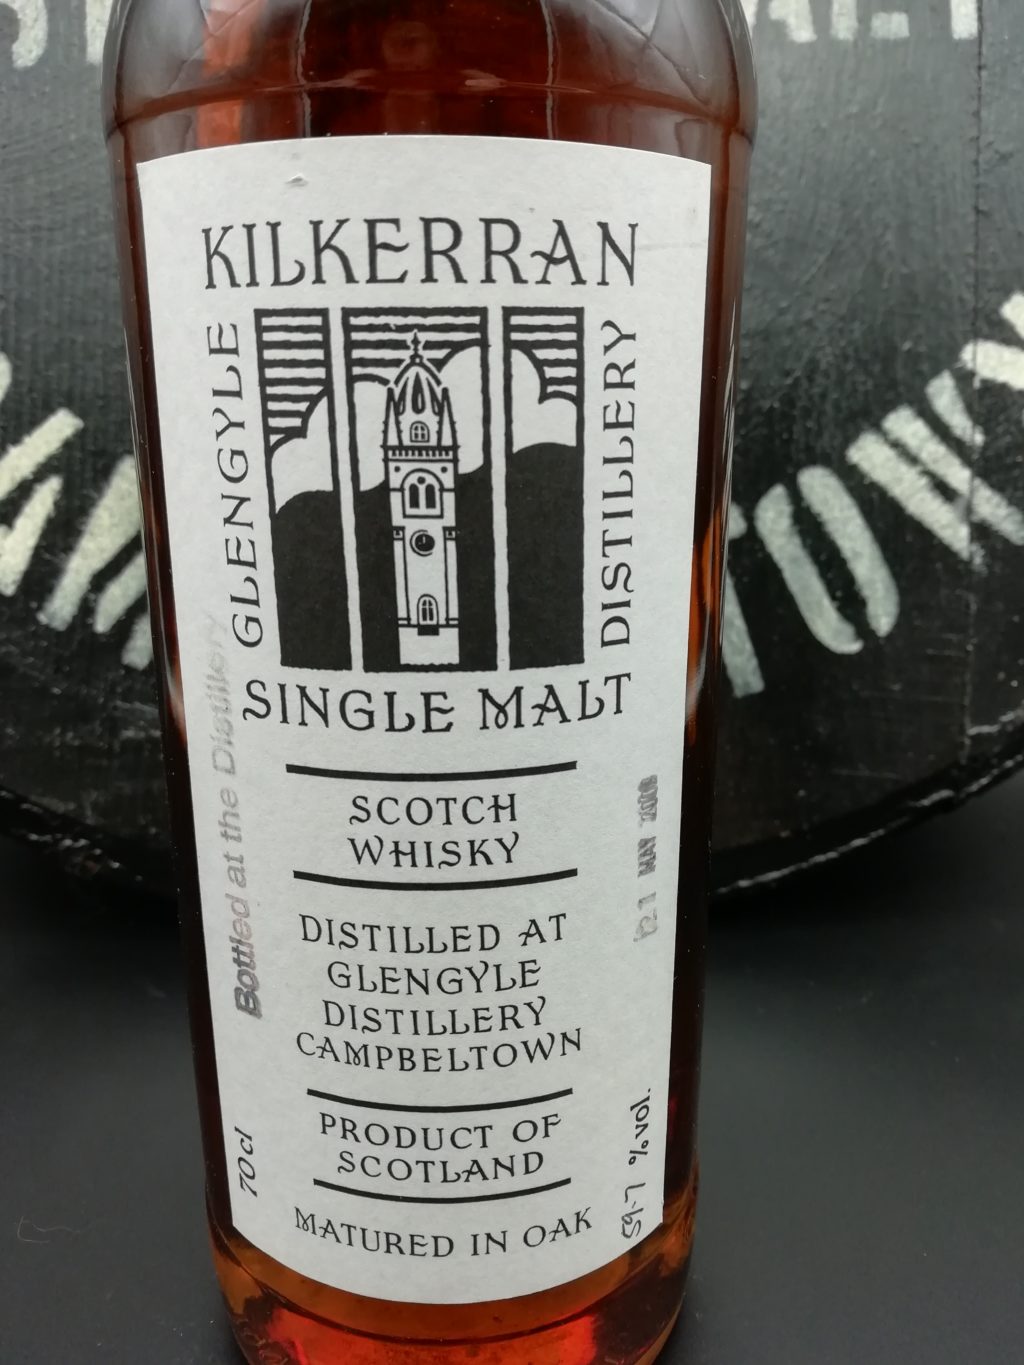 KILKERRAN
GLENGYLE
DISTILLERY
SINGLE MALT
SCOTCH
WHISKY
DISTILLED AT
GLENGYLE
DISTILLERY
CAMPBELTOWN
PRODUCT OF
SCOTLAND
MATURED IN OAK
Bottled at the Distillery
70cl
MAY
59.7 % vol.